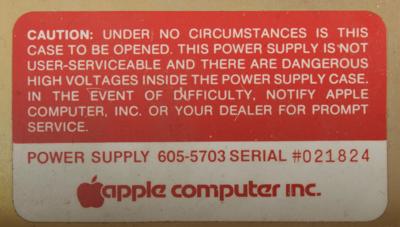 CAUTION: UNDER NO CIRCUMSTANCES IS THIS
CASE TO BE OPENED. THIS POWER SUPPLY IS NOT
USER-SERVICEABLE AND THERE ARE DANGEROUS
HIGH VOLTAGES INSIDE THE POWER SUPPLY CASE.
IN THE EVENT OF DIFFICULTY, NOTIFY APPLE
COMPUTER, INC. OR YOUR DEALER FOR PROMPT
SERVICE.
POWER SUPPLY 605-5703 SERIAL #021824
apple computer inc.